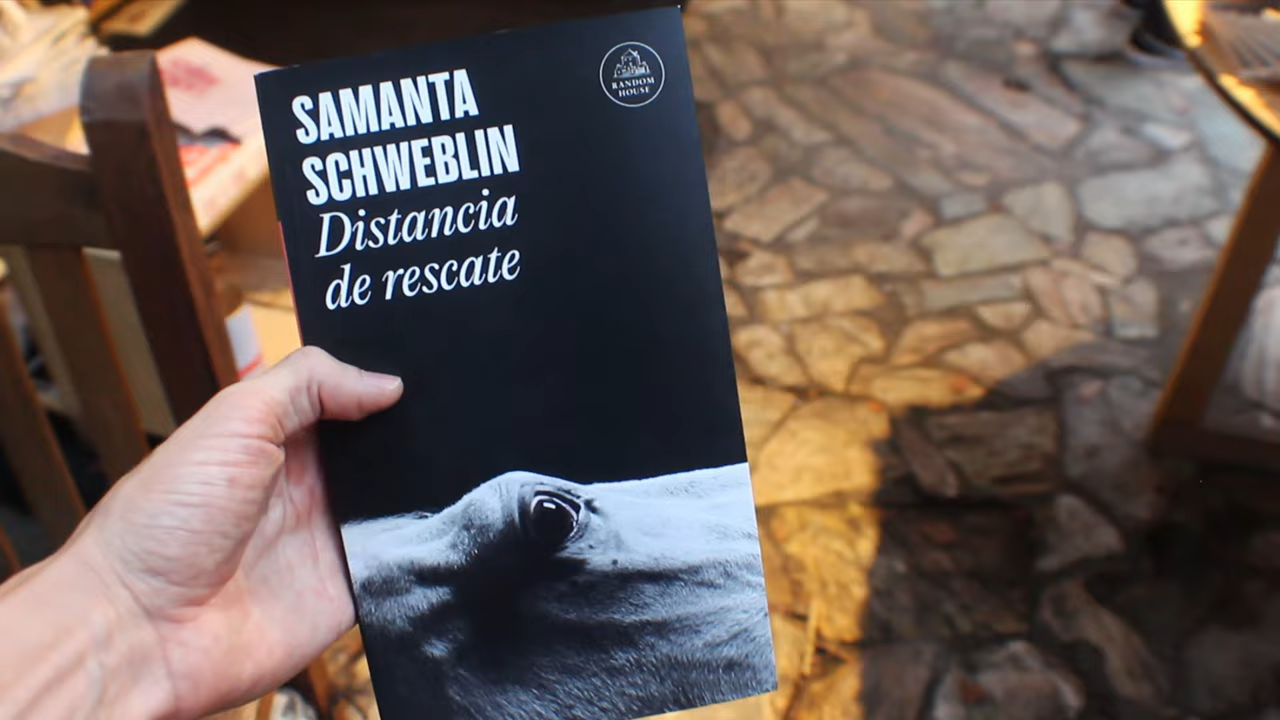 SAMANTA
SCHWEBLIN
Distancia
de rescate
RANDOM
HOUSE